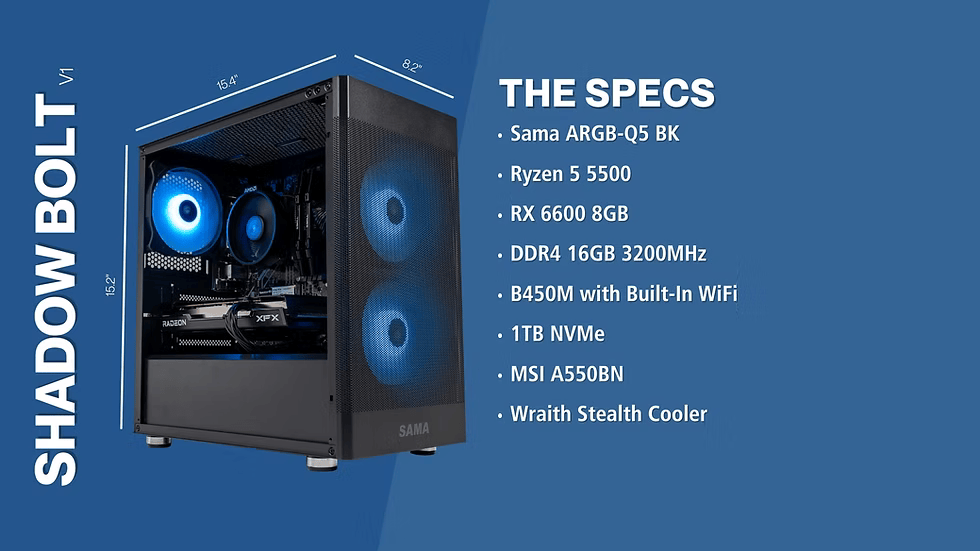 SHADOW BOLT V1
15.4"
8.2"
15.2"
AMD
RADEON
XFX
SAMA
THE SPECS
• Sama ARGB-Q5 BK
• Ryzen 5 5500
• RX 6600 8GB
• DDR4 16GB 3200MHz
• B450M with Built-In WiFi
• 1TB NVMe
• MSI A550BN
• Wraith Stealth Cooler